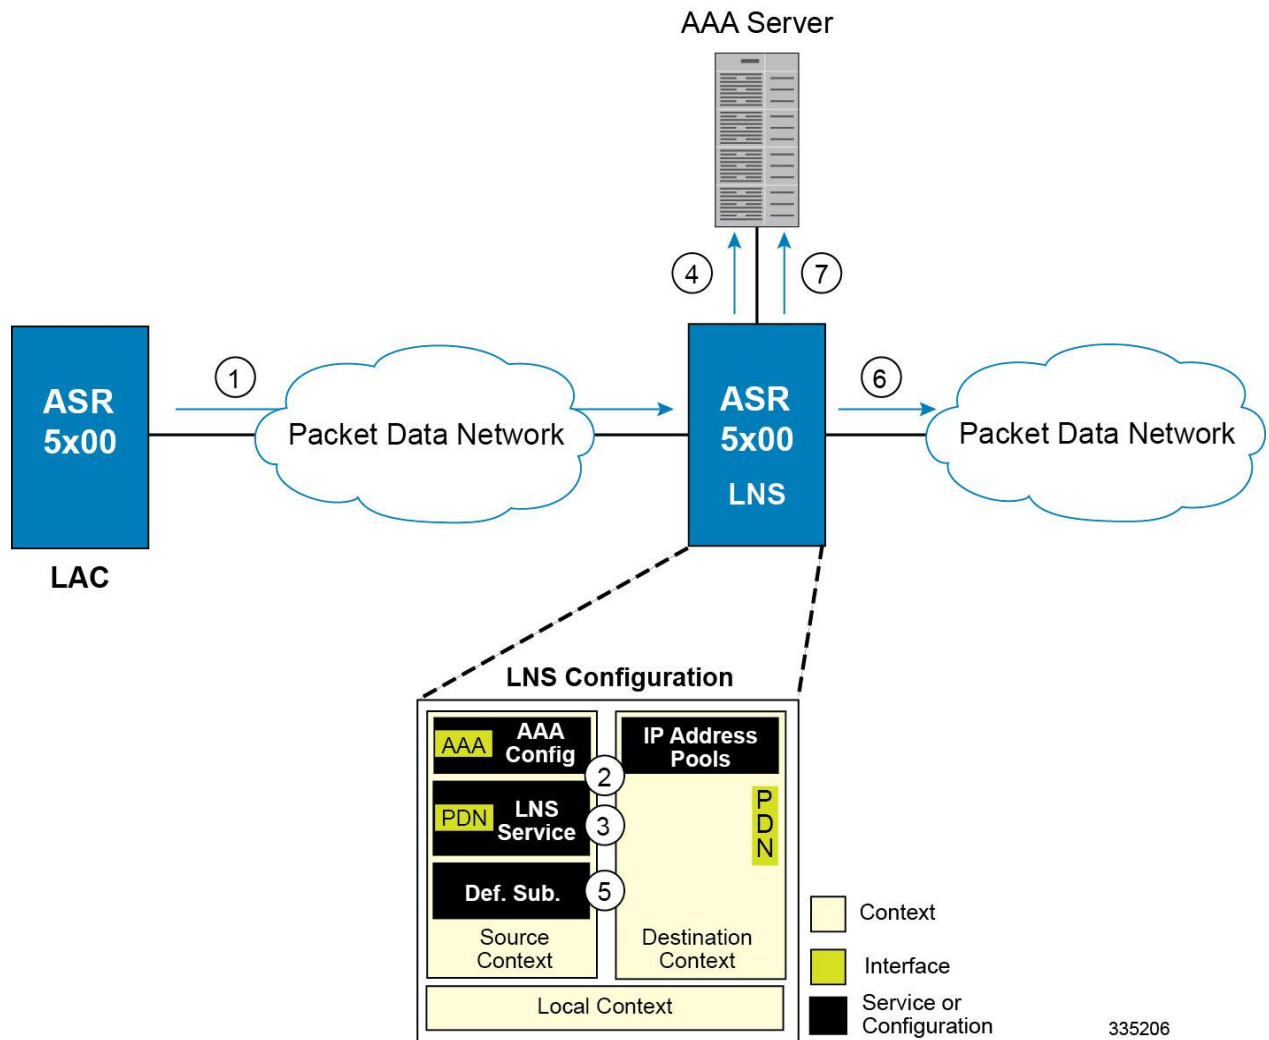 AAA Server
4
7
1
6
ASR
5x00
Packet Data Network
ASR
5x00
LNS
Packet Data Network
LAC
LNS Configuration
AAA
AAA
Config
IP Address
Pools
2
PDN
LNS
Service
3
P
D
N
Def. Sub.
5
Source
Context
Destination
Context
Local Context
Context
Interface
Service or
Configuration
335206